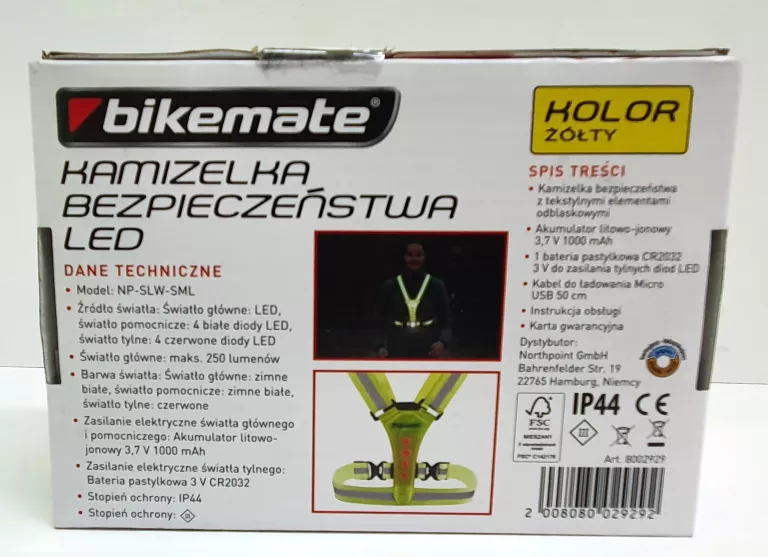 bikemate®
KAMIZELKA
BEZPIECZEŃSTWA
LED
DANE TECHNICZNE
• Model: NP-SLW-SML
• Źródło światła: Światło główne: LED,
światło pomocnicze: 4 białe diody LED,
światło tylne: 4 czerwone diody LED
• Światło główne: maks. 250 lumenów
• Barwa światła: Światło główne: zimne
białe, światło pomocnicze: zimne białe,
światło tylne: czerwone
• Zasilanie elektryczne światła głównego
i pomocniczego: Akumulator litowo-
jonowy 3,7 V 1000 mAh
• Zasilanie elektryczne światła tylnego:
Bateria pastylkowa 3 V CR2032
• Stopień ochrony: IP44
• Stopień ochrony:
KOLOR
ŻÓŁTY
SPIS TREŚCI
• Kamizelka bezpieczeństwa
z tekstylnymi elementami
odblaskowymi
• Akumulator litowo-jonowy
3,7 V 1000 mAh
• 1 bateria pastylkowa CR2032
3 V do zasilania tylnych diod LED
• Kabel do ładowania Micro
USB 50 cm
• Instrukcja obsługi
• Karta gwarancyjna
Dystybutor:
Northpoint GmbH
Bahrenfelder Str. 19
22765 Hamburg, Niemcy
FSC
MIESZANY
FSC® C142178
IP44 CE
III
Art. 8002929
2 008080 029292
bikemate